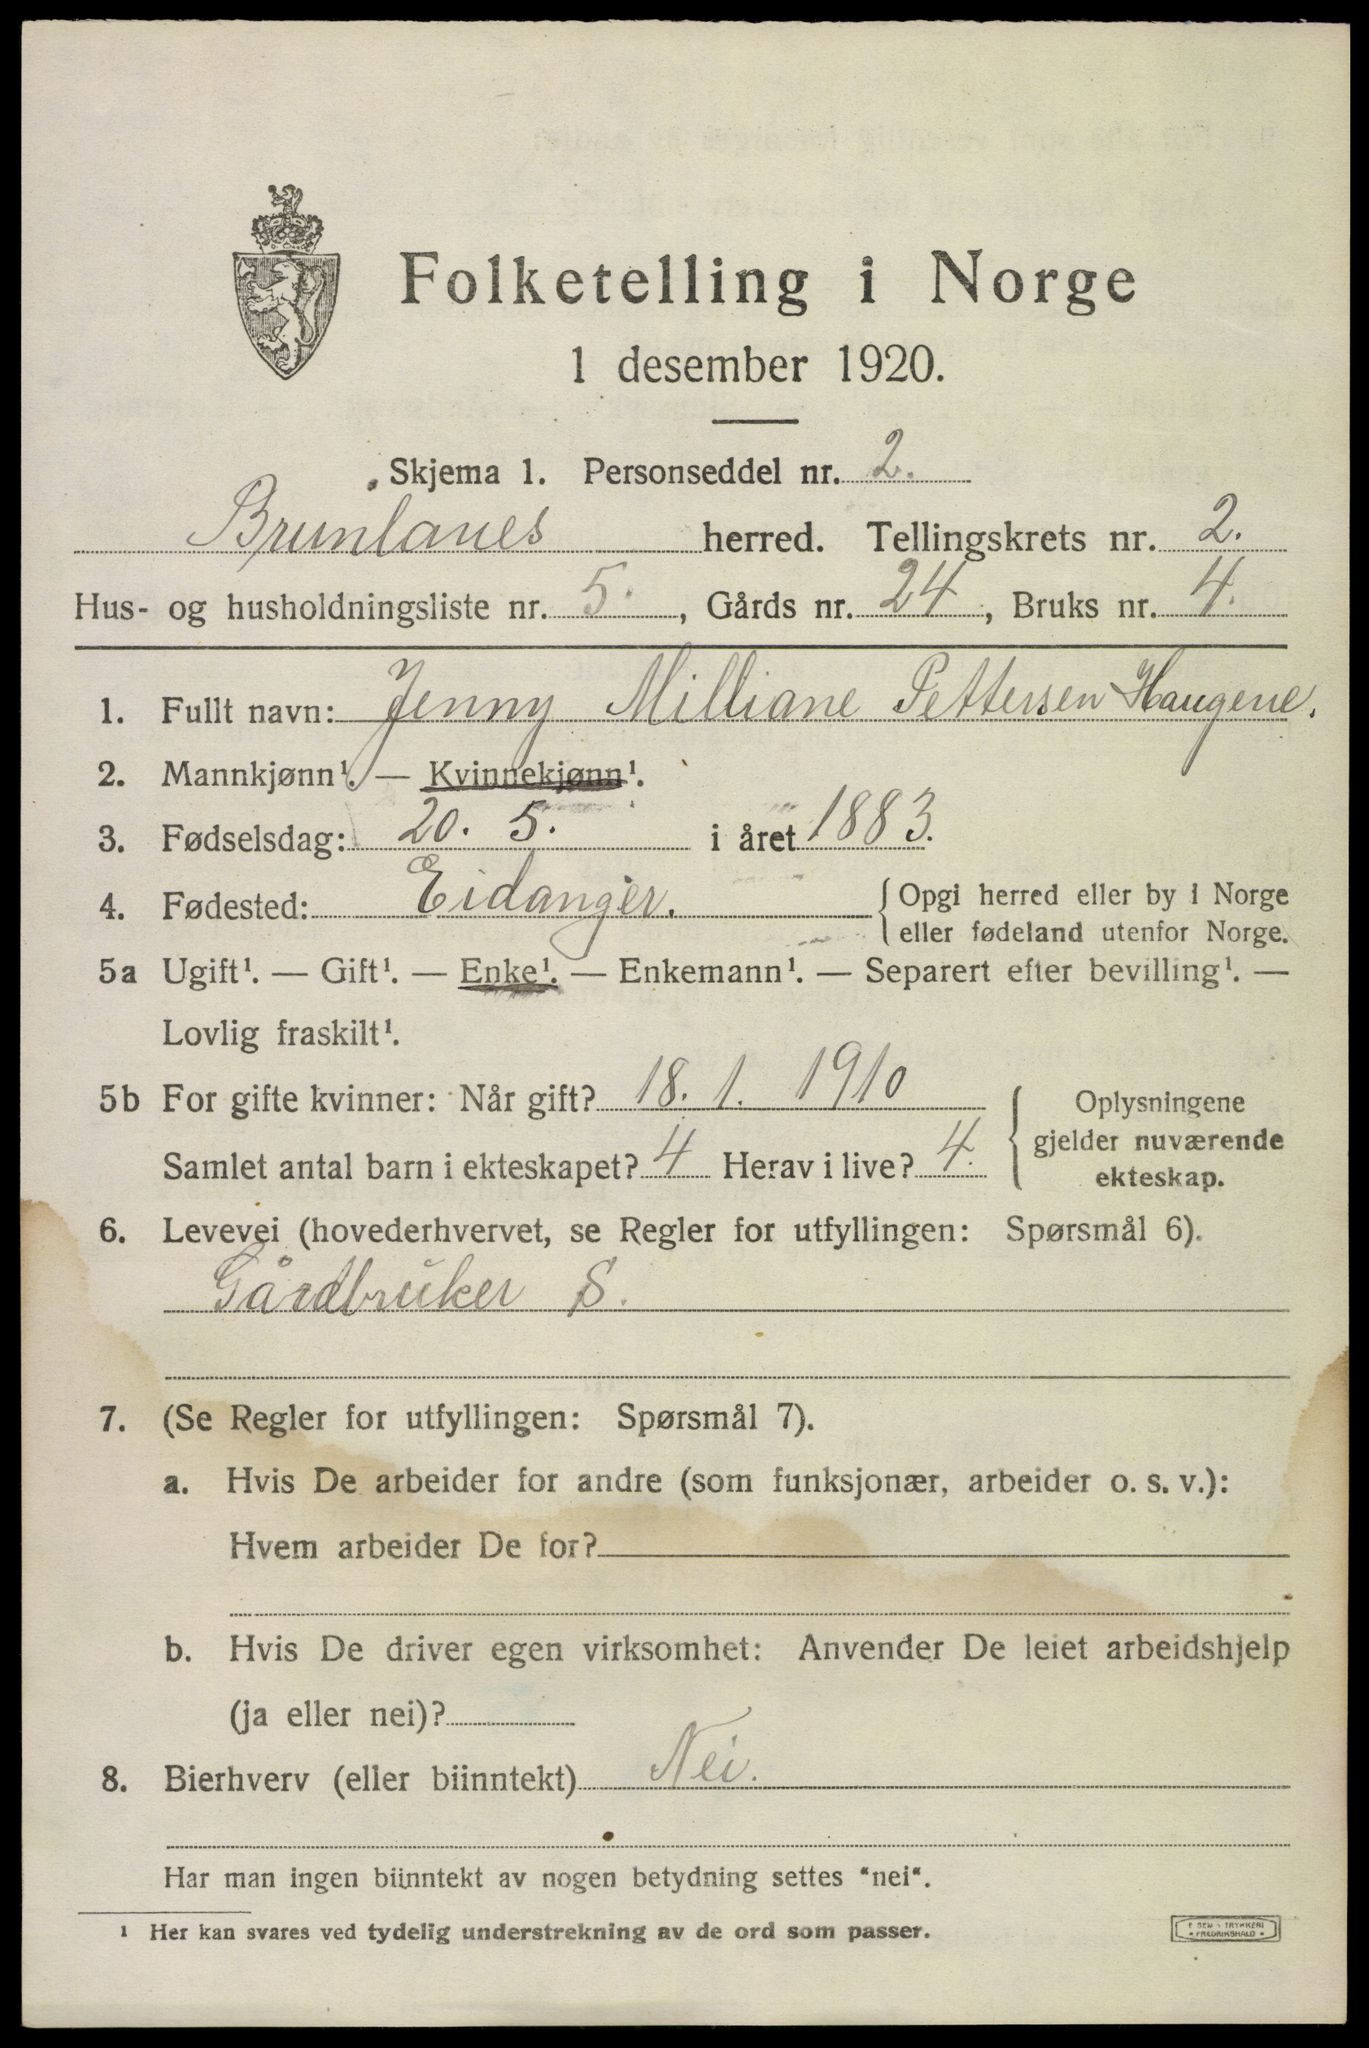 Folketelling i Norge
1 desember 1920.
Skjema 1. Personseddel nr. 2.
Brunlanes herred. Tellingskrets nr. 2.
Hus- og husholdningsliste nr. 5., Gårds nr. 24, Bruks nr. 4.
1. Fullt navn: Jenny Milliane Pettersen Haugene.
2. Mannkjønn¹. — Kvinnekjønn¹.
3. Fødselsdag: 20. 5. i året 1883.
4. Fødested: Eidanger. { Opgi herred eller by i Norge
eller fødeland utenfor Norge.
5a Ugift¹. — Gift¹. — Enke¹. — Enkemann¹. — Separert efter bevilling¹. —
Lovlig fraskilt¹.
5b For gifte kvinner: Når gift? 18. 1. 1910
Samlet antal barn i ekteskapet? 4 Herav i live? 4.
Oplysningene
gjelder nuværende
ekteskap.
6. Levevei (hovederhvervet, se Regler for utfyllingen: Spørsmål 6).
Gårdbruker S.
7. (Se Regler for utfyllingen: Spørsmål 7).
a. Hvis De arbeider for andre (som funksjonær, arbeider o. s. v.):
Hvem arbeider De for?
b. Hvis De driver egen virksomhet: Anvender De leiet arbeidshjelp
(ja eller nei)?
8. Bierhverv (eller biinntekt) Nei.
Har man ingen biinntekt av nogen betydning settes "nei".
¹ Her kan svares ved tydelig understrekning av de ord som passer.
TRYKKERI
FREDRIKSHALD